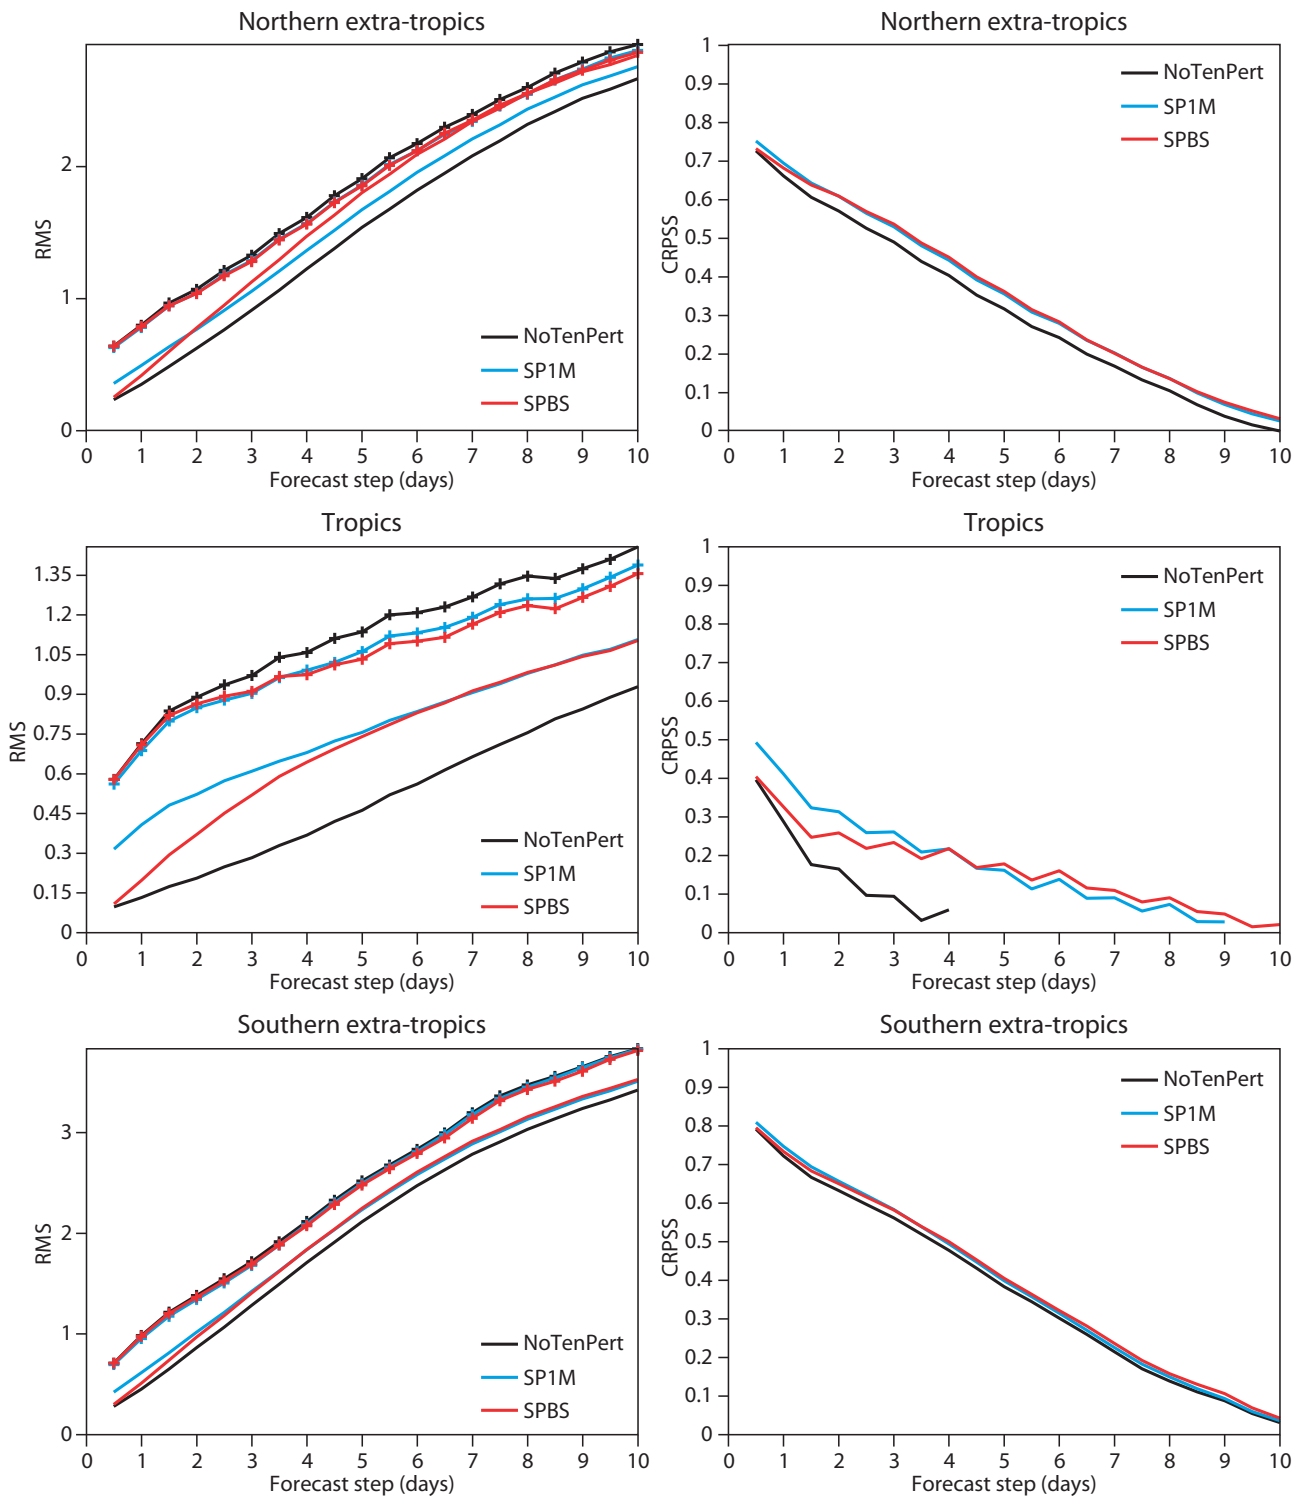 Northern extra-tropics
RMS
2
1
0
NoTenPert
SP1M
SPBS
0 1 2 3 4 5 6 7 8 9 10
Forecast step (days)
Northern extra-tropics
CRPSS
1
0.9
0.8
0.7
0.6
0.5
0.4
0.3
0.2
0.1
0
NoTenPert
SP1M
SPBS
0 1 2 3 4 5 6 7 8 9 10
Forecast step (days)
Tropics
RMS
1.35
1.2
1.05
0.9
0.75
0.6
0.45
0.3
0.15
0
NoTenPert
SP1M
SPBS
0 1 2 3 4 5 6 7 8 9 10
Forecast step (days)
Tropics
CRPSS
1
0.9
0.8
0.7
0.6
0.5
0.4
0.3
0.2
0.1
0
NoTenPert
SP1M
SPBS
0 1 2 3 4 5 6 7 8 9 10
Forecast step (days)
Southern extra-tropics
RMS
3
2
1
0
NoTenPert
SP1M
SPBS
0 1 2 3 4 5 6 7 8 9 10
Forecast step (days)
Southern extra-tropics
CRPSS
1
0.9
0.8
0.7
0.6
0.5
0.4
0.3
0.2
0.1
0
NoTenPert
SP1M
SPBS
0 1 2 3 4 5 6 7 8 9 10
Forecast step (days)